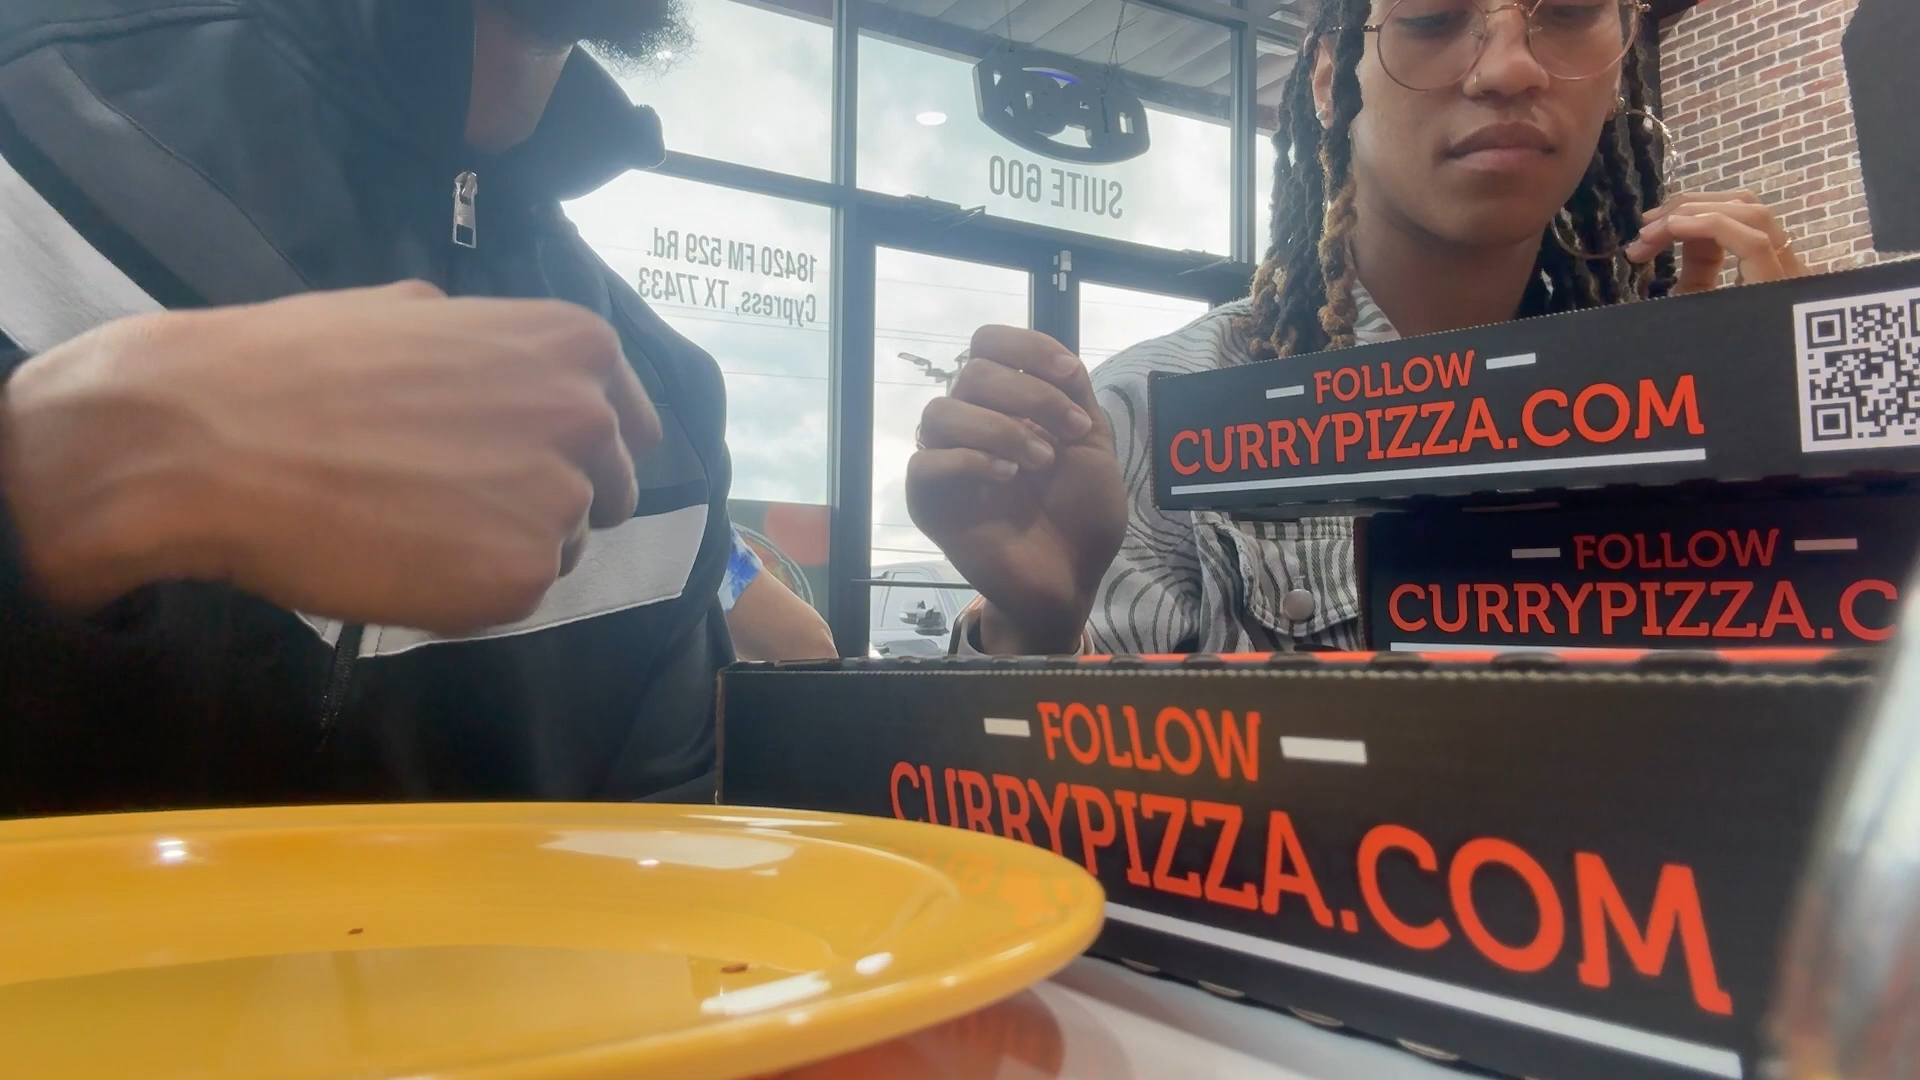 SUITE 600
18420 FM 529 Rd.
Cypress, TX 77433
FOLLOW
CURRYPIZZA.COM
FOLLOW
CURRYPIZZA.C
FOLLOW
CURRYPIZZA.COM